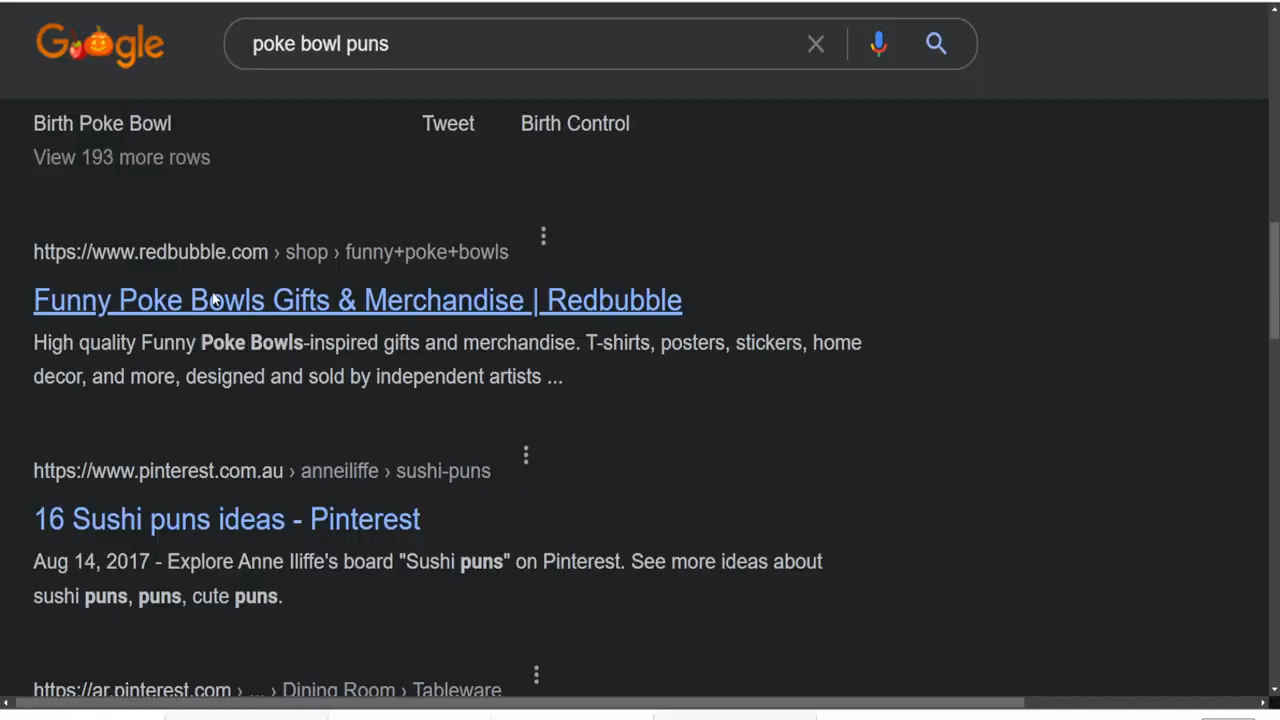 Google
poke bowl puns
Birth Poke Bowl Tweet Birth Control
View 193 more rows
https://www.redbubble.com › shop › funny+poke+bowls
Funny Poke Bowls Gifts & Merchandise | Redbubble
High quality Funny Poke Bowls-inspired gifts and merchandise. T-shirts, posters, stickers, home
decor, and more, designed and sold by independent artists ...
https://www.pinterest.com.au › anneiliffe › sushi-puns
16 Sushi puns ideas - Pinterest
Aug 14, 2017 - Explore Anne Iliffe's board "Sushi puns" on Pinterest. See more ideas about
sushi puns, puns, cute puns.
https://ar.pinterest.com › ... › Dining Room › Tableware